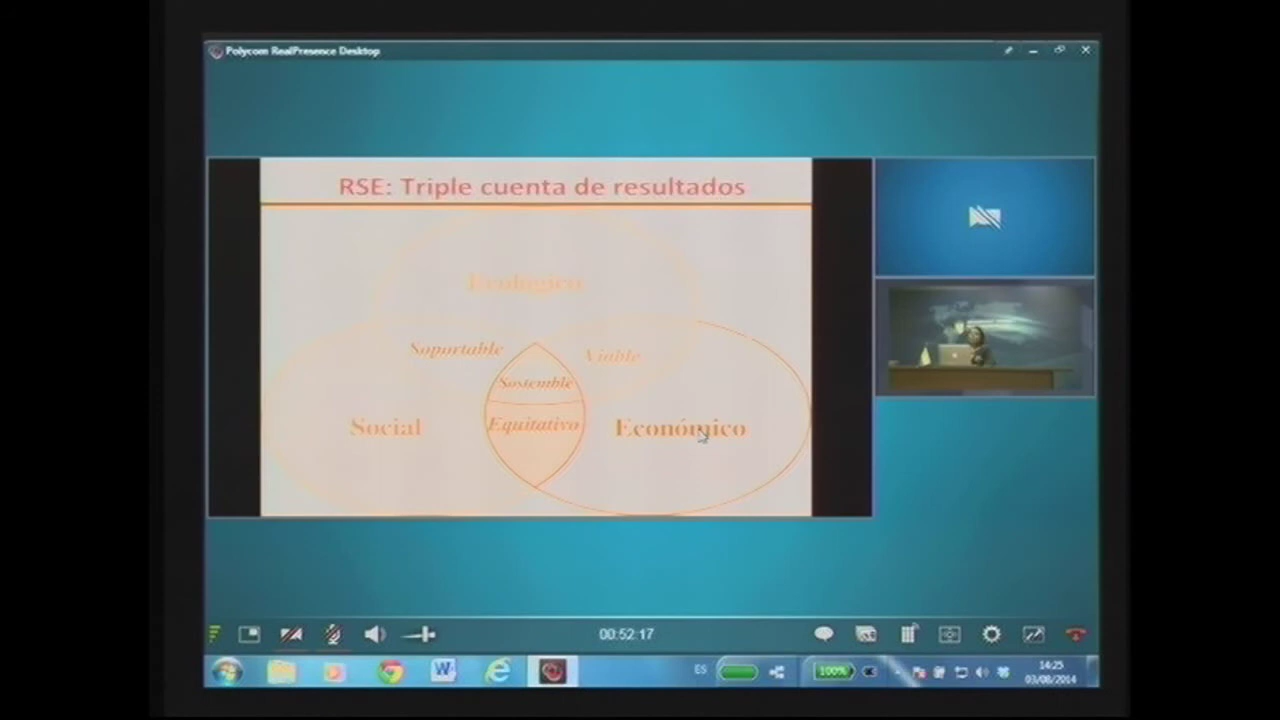 Polycom RealPresence Desktop
RSE: Triple cuenta de resultados
Ecológico
Soportable
Viable
Sostenible
Social
Equitativo
Económico
00:52:17
ES
100%
14:25
03/08/2014